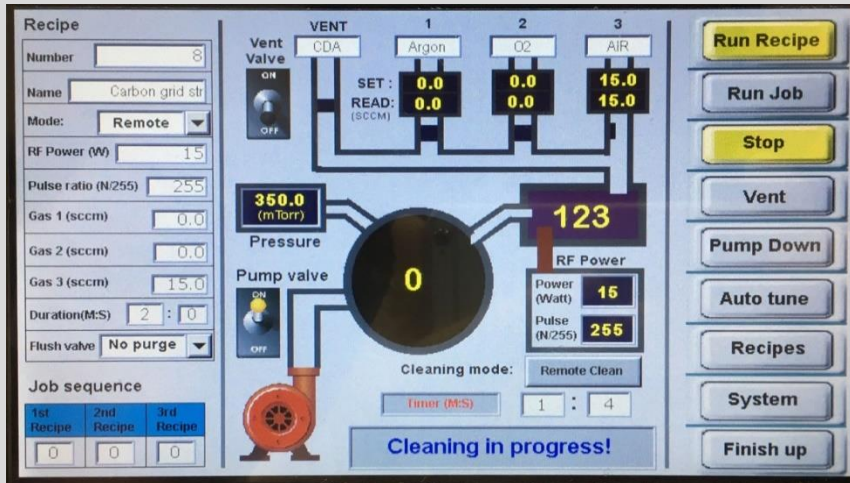 Recipe
Number 8
Name Carbon grid str
Mode: Remote
RF Power (W) 15
Pulse ratio (N/255) 255
Gas 1 (sccm) 0.0
Gas 2 (sccm) 0.0
Gas 3 (sccm) 15.0
Duration(M:S) 2 : 0
Flush valve No purge
Job sequence
1st Recipe
2nd Recipe
3rd Recipe
0 0 0
VENT 1 2 3
Vent Valve
CDA Argon O2 AIR
ON
OFF
SET : 0.0 0.0 15.0
READ: 0.0 0.0 15.0
(SCCM)
350.0
(mTorr)
Pressure
123
0
Pump valve
ON
OFF
RF Power
Power (Watt) 15
Pulse (N/255) 255
Cleaning mode: Remote Clean
Timer (M:S) 1 : 4
Cleaning in progress!
Run Recipe
Run Job
Stop
Vent
Pump Down
Auto tune
Recipes
System
Finish up